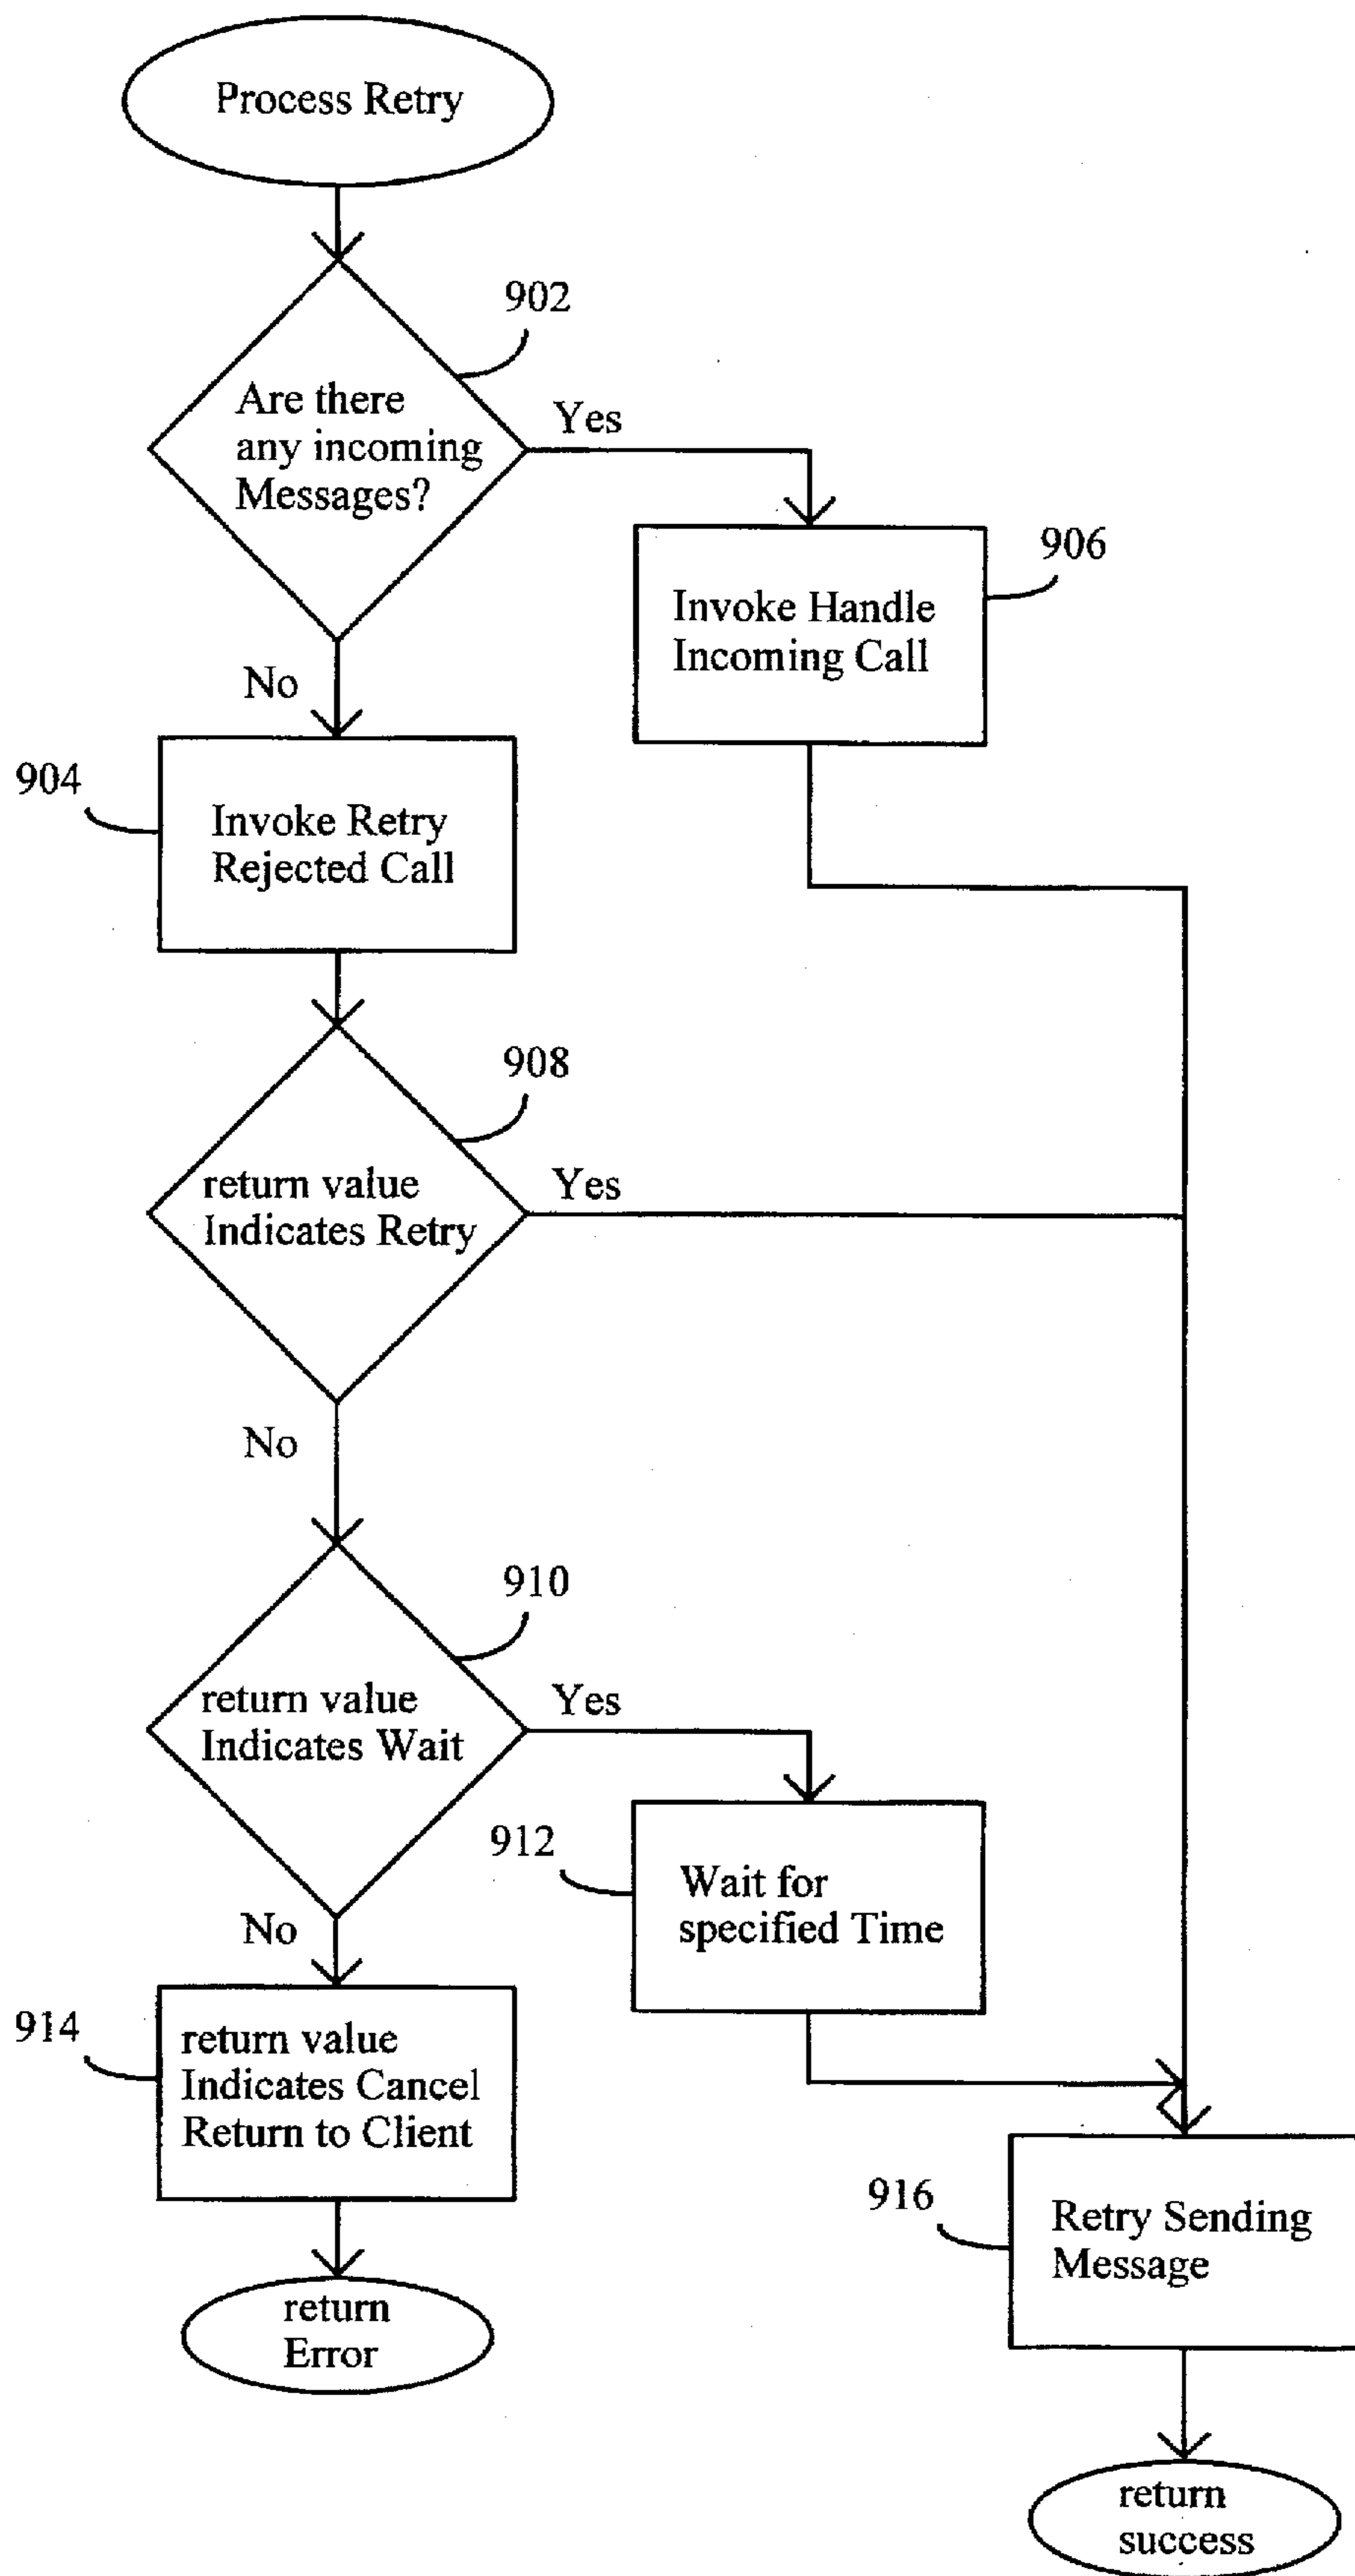 Process Retry
902
Are there
any incoming
Messages?
Yes
906
Invoke Handle
Incoming Call
No
904
Invoke Retry
Rejected Call
908
return value
Indicates Retry
Yes
No
910
return value
Indicates Wait
Yes
912
Wait for
specified Time
No
914
return value
Indicates Cancel
Return to Client
916
Retry Sending
Message
return
Error
return
success